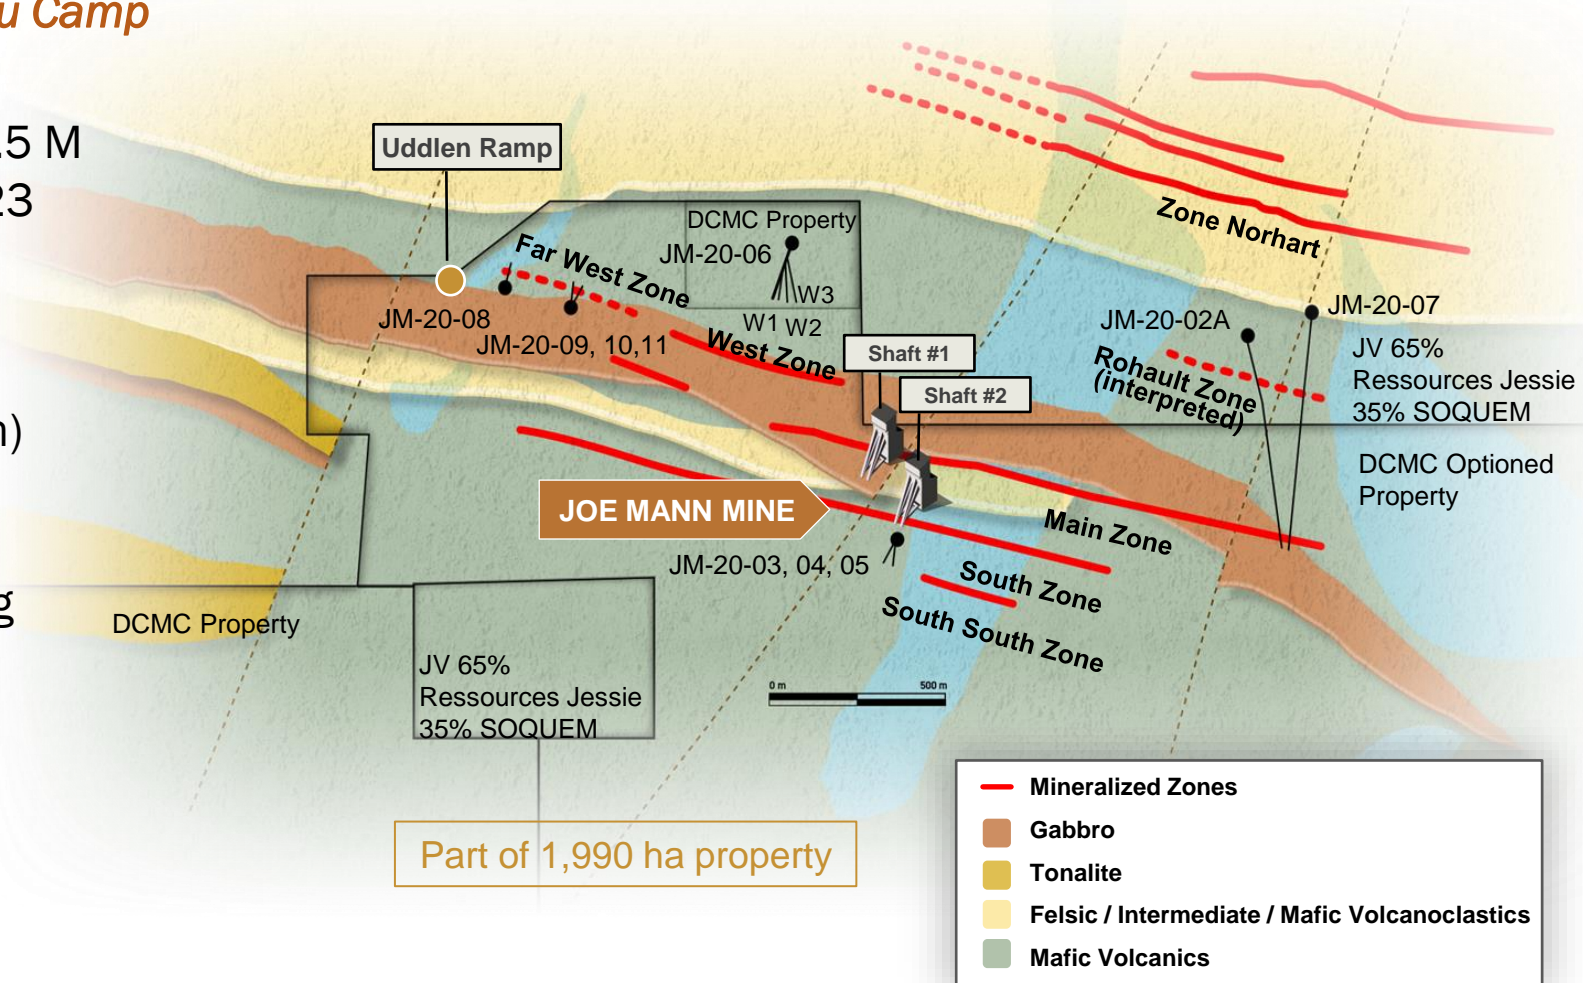 Camp
Uddlen Ramp
DCMC Property
JM-20-06
W3
W1 W2
Far West Zone
West Zone
JM-20-08
JM-20-09, 10,11
Shaft #1
Shaft #2
Zone Norhart
JM-20-07
JM-20-02A
Rohault Zone
(interpreted)
JV 65%
Ressources Jessie
35% SOQUEM
DCMC Optioned
Property
JOE MANN MINE
Main Zone
JM-20-03, 04, 05
South Zone
South South Zone
DCMC Property
JV 65%
Ressources Jessie
35% SOQUEM
0 m 500 m
Part of 1,990 ha property
Mineralized Zones
Gabbro
Tonalite
Felsic / Intermediate / Mafic Volcanoclastics
Mafic Volcanics